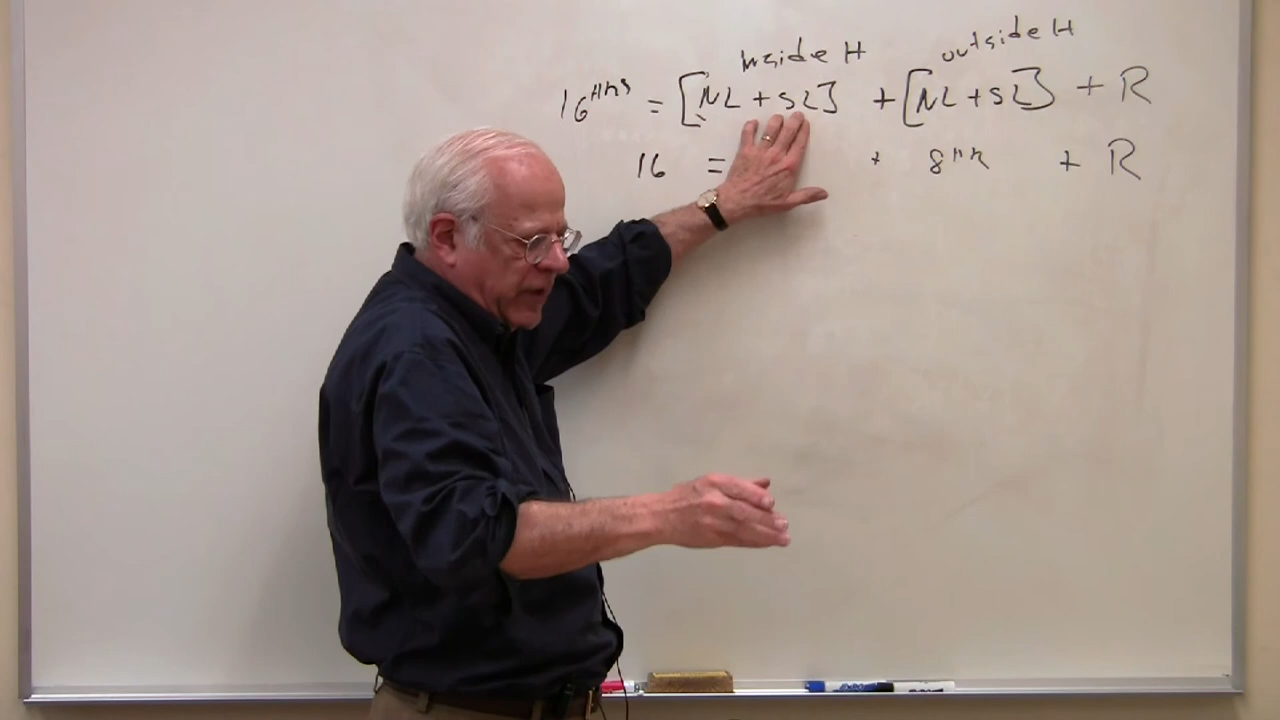 Inside H outside H
16 HRS = [NL + SL] + [NL + SL] + R
16 = + 8 HR + R